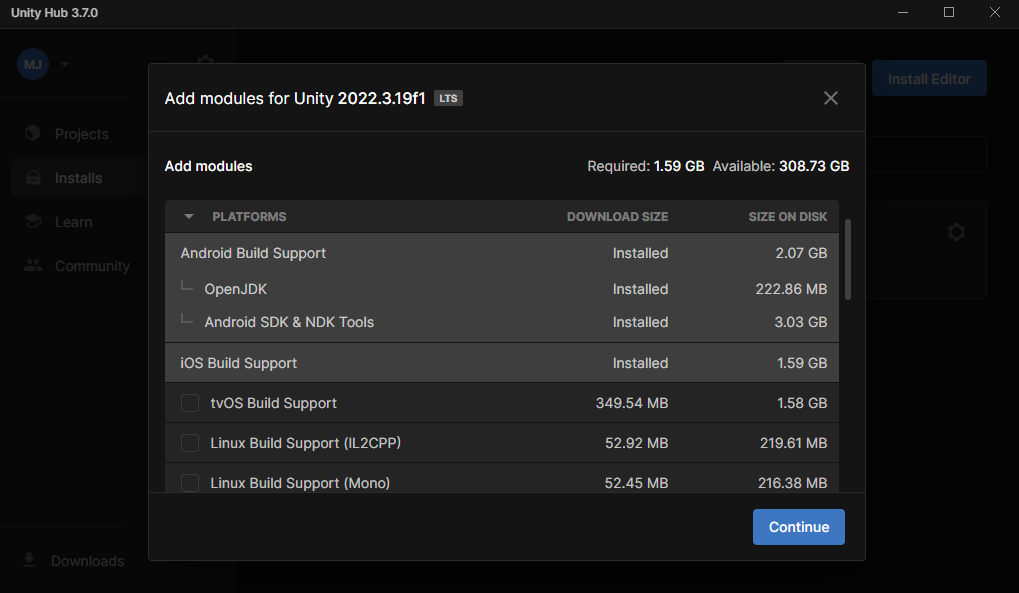 Unity Hub 3.7.0
MJ
Install Editor
Add modules for Unity 2022.3.19f1 LTS
Projects
Installs
Learn
Community
Add modules
Required: 1.59 GB Available: 308.73 GB
PLATFORMS DOWNLOAD SIZE SIZE ON DISK
Android Build Support Installed 2.07 GB
OpenJDK Installed 222.86 MB
Android SDK & NDK Tools Installed 3.03 GB
iOS Build Support Installed 1.59 GB
tvOS Build Support 349.54 MB 1.58 GB
Linux Build Support (IL2CPP) 52.92 MB 219.61 MB
Linux Build Support (Mono) 52.45 MB 216.38 MB
Continue
Downloads